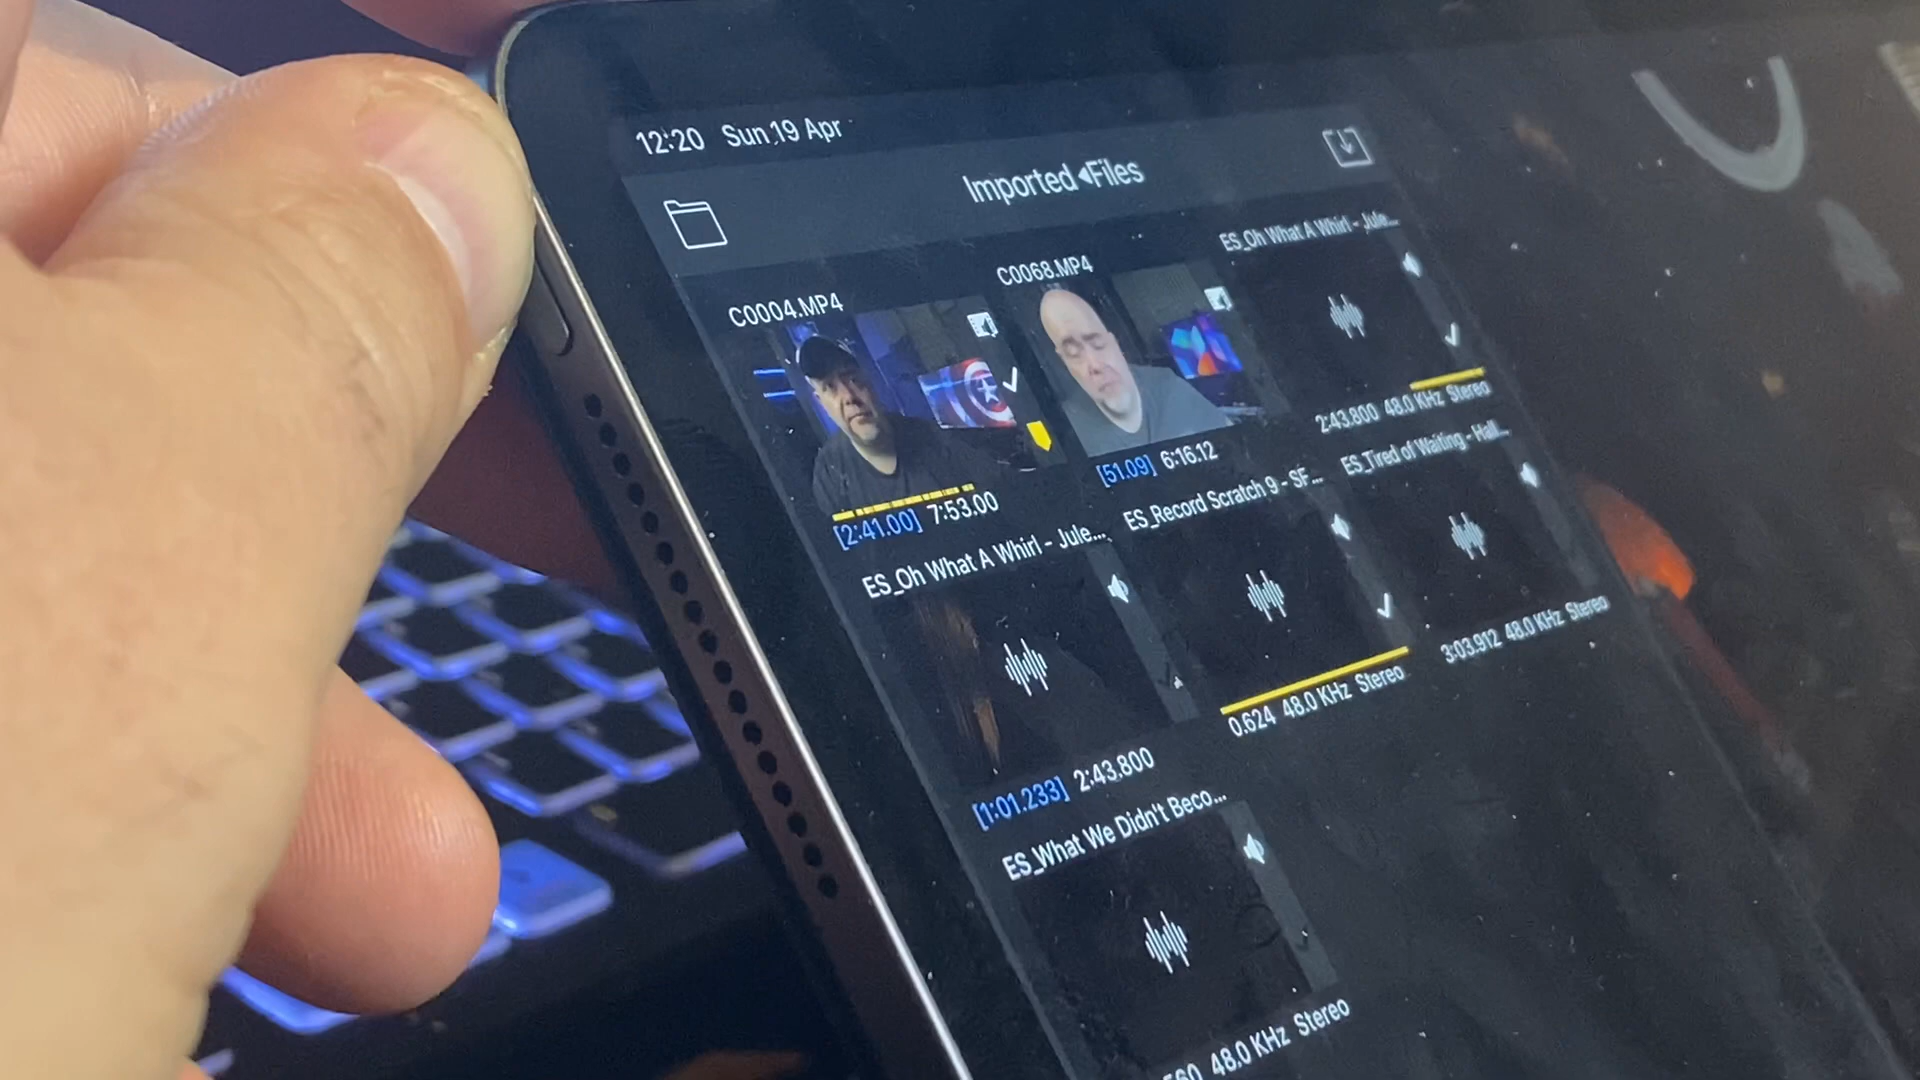 12:20 Sun 19 Apr
Imported Files
C0004.MP4
[2:41.00] 7:53.00
C0068.MP4
[51.09] 6:16.12
ES_Oh What A Whirl - Jule...
2:43.800 48.0 KHz Stereo
ES_Oh What A Whirl - Jule...
[1:01.233] 2:43.800
ES_Record Scratch 9 - SF...
0.624 48.0 KHz Stereo
ES_Tired of Waiting - Hall...
3:03.912 48.0 KHz Stereo
ES_What We Didn't Beco...
48.0 KHz Stereo